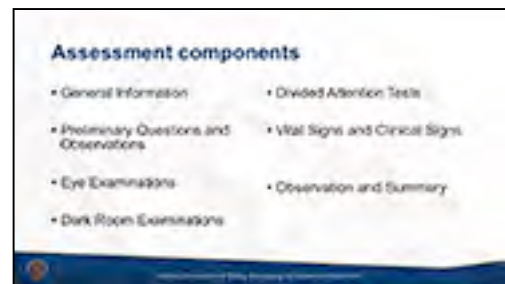 Assessment components
• General Information
• Preliminary Questions and
Observations
• Eye Examinations
• Dark Room Examinations
• Divided Attention Tests
• Vital Signs and Clinical Signs
• Observation and Summary